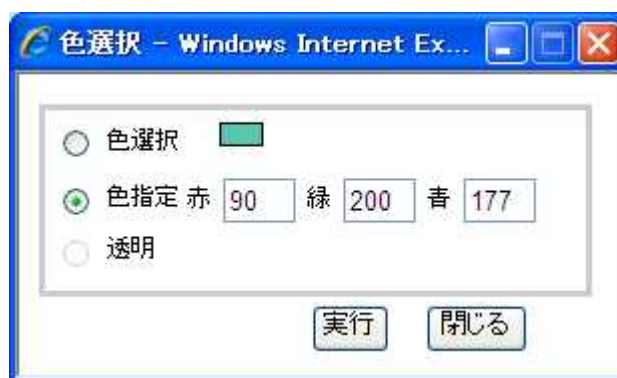 色選択 - Windows Internet Ex...
色選択
色指定 赤 90 緑 200 青 177
透明
実行 閉じる